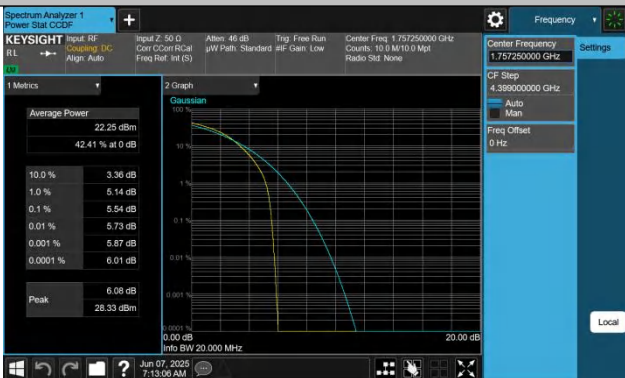 Spectrum Analyzer 1
Power Stat CCDF
Frequency
KEYSIGHT
RL
LXI
Input: RF
Coupling: DC
Align: Auto
Input Z: 50 Ω
Corr CCorr RCal
Freq Ref: Int (S)
Atten: 46 dB
µW Path: Standard
Trig: Free Run
#IF Gain: Low
Center Freq: 1.757250000 GHz
Counts: 10.0 M/10.0 Mpt
Radio Std: None
Center Frequency
1.757250000 GHz
Settings
CF Step
4.399000000 GHz
Auto
Man
Freq Offset
0 Hz
Local
1 Metrics
Average Power
22.25 dBm
42.41 % at 0 dB
10.0 % 3.36 dB
1.0 % 5.14 dB
0.1 % 5.54 dB
0.01 % 5.73 dB
0.001 % 5.87 dB
0.0001 % 6.01 dB
Peak 6.08 dB
28.33 dBm
2 Graph
Gaussian
100 %
10 %
1 %
0.1 %
0.01 %
0.001 %
0.0001 %
0.00 dB 20.00 dB
Info BW 20.000 MHz
Jun 07, 2025
7:13:06 AM